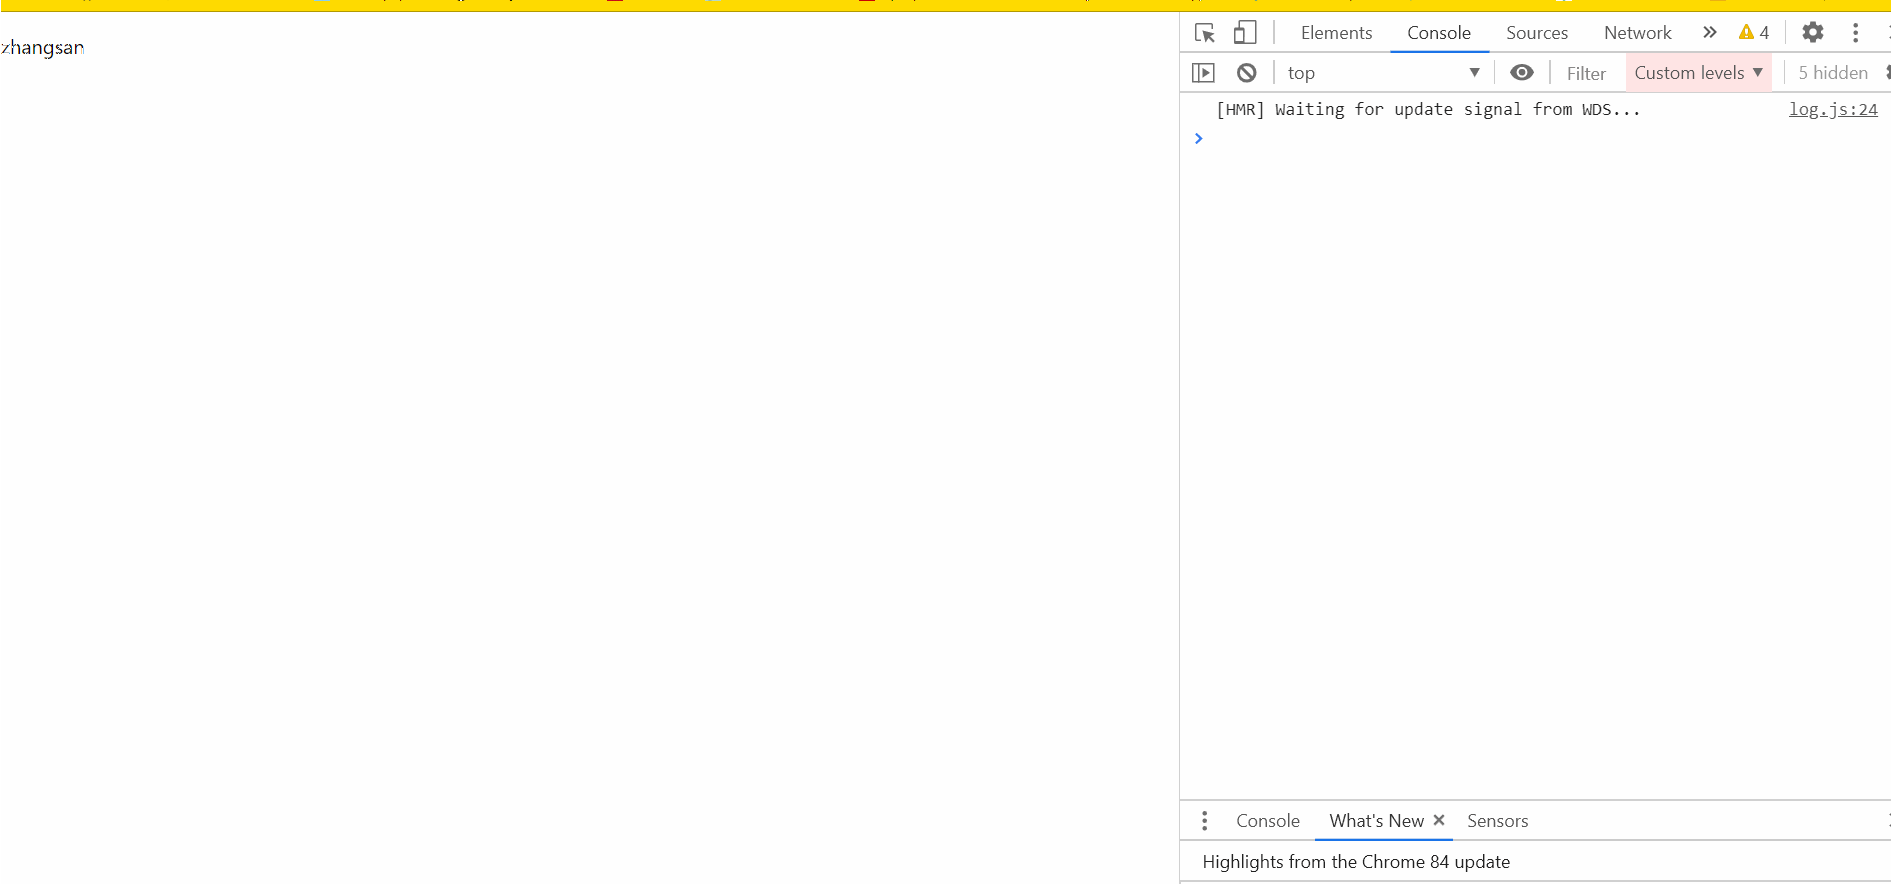 zhangsan
Elements Console Sources Network 4
top Filter Custom levels 5 hidden
[HMR] Waiting for update signal from WDS... log.js:24
Console What's New Sensors
Highlights from the Chrome 84 update